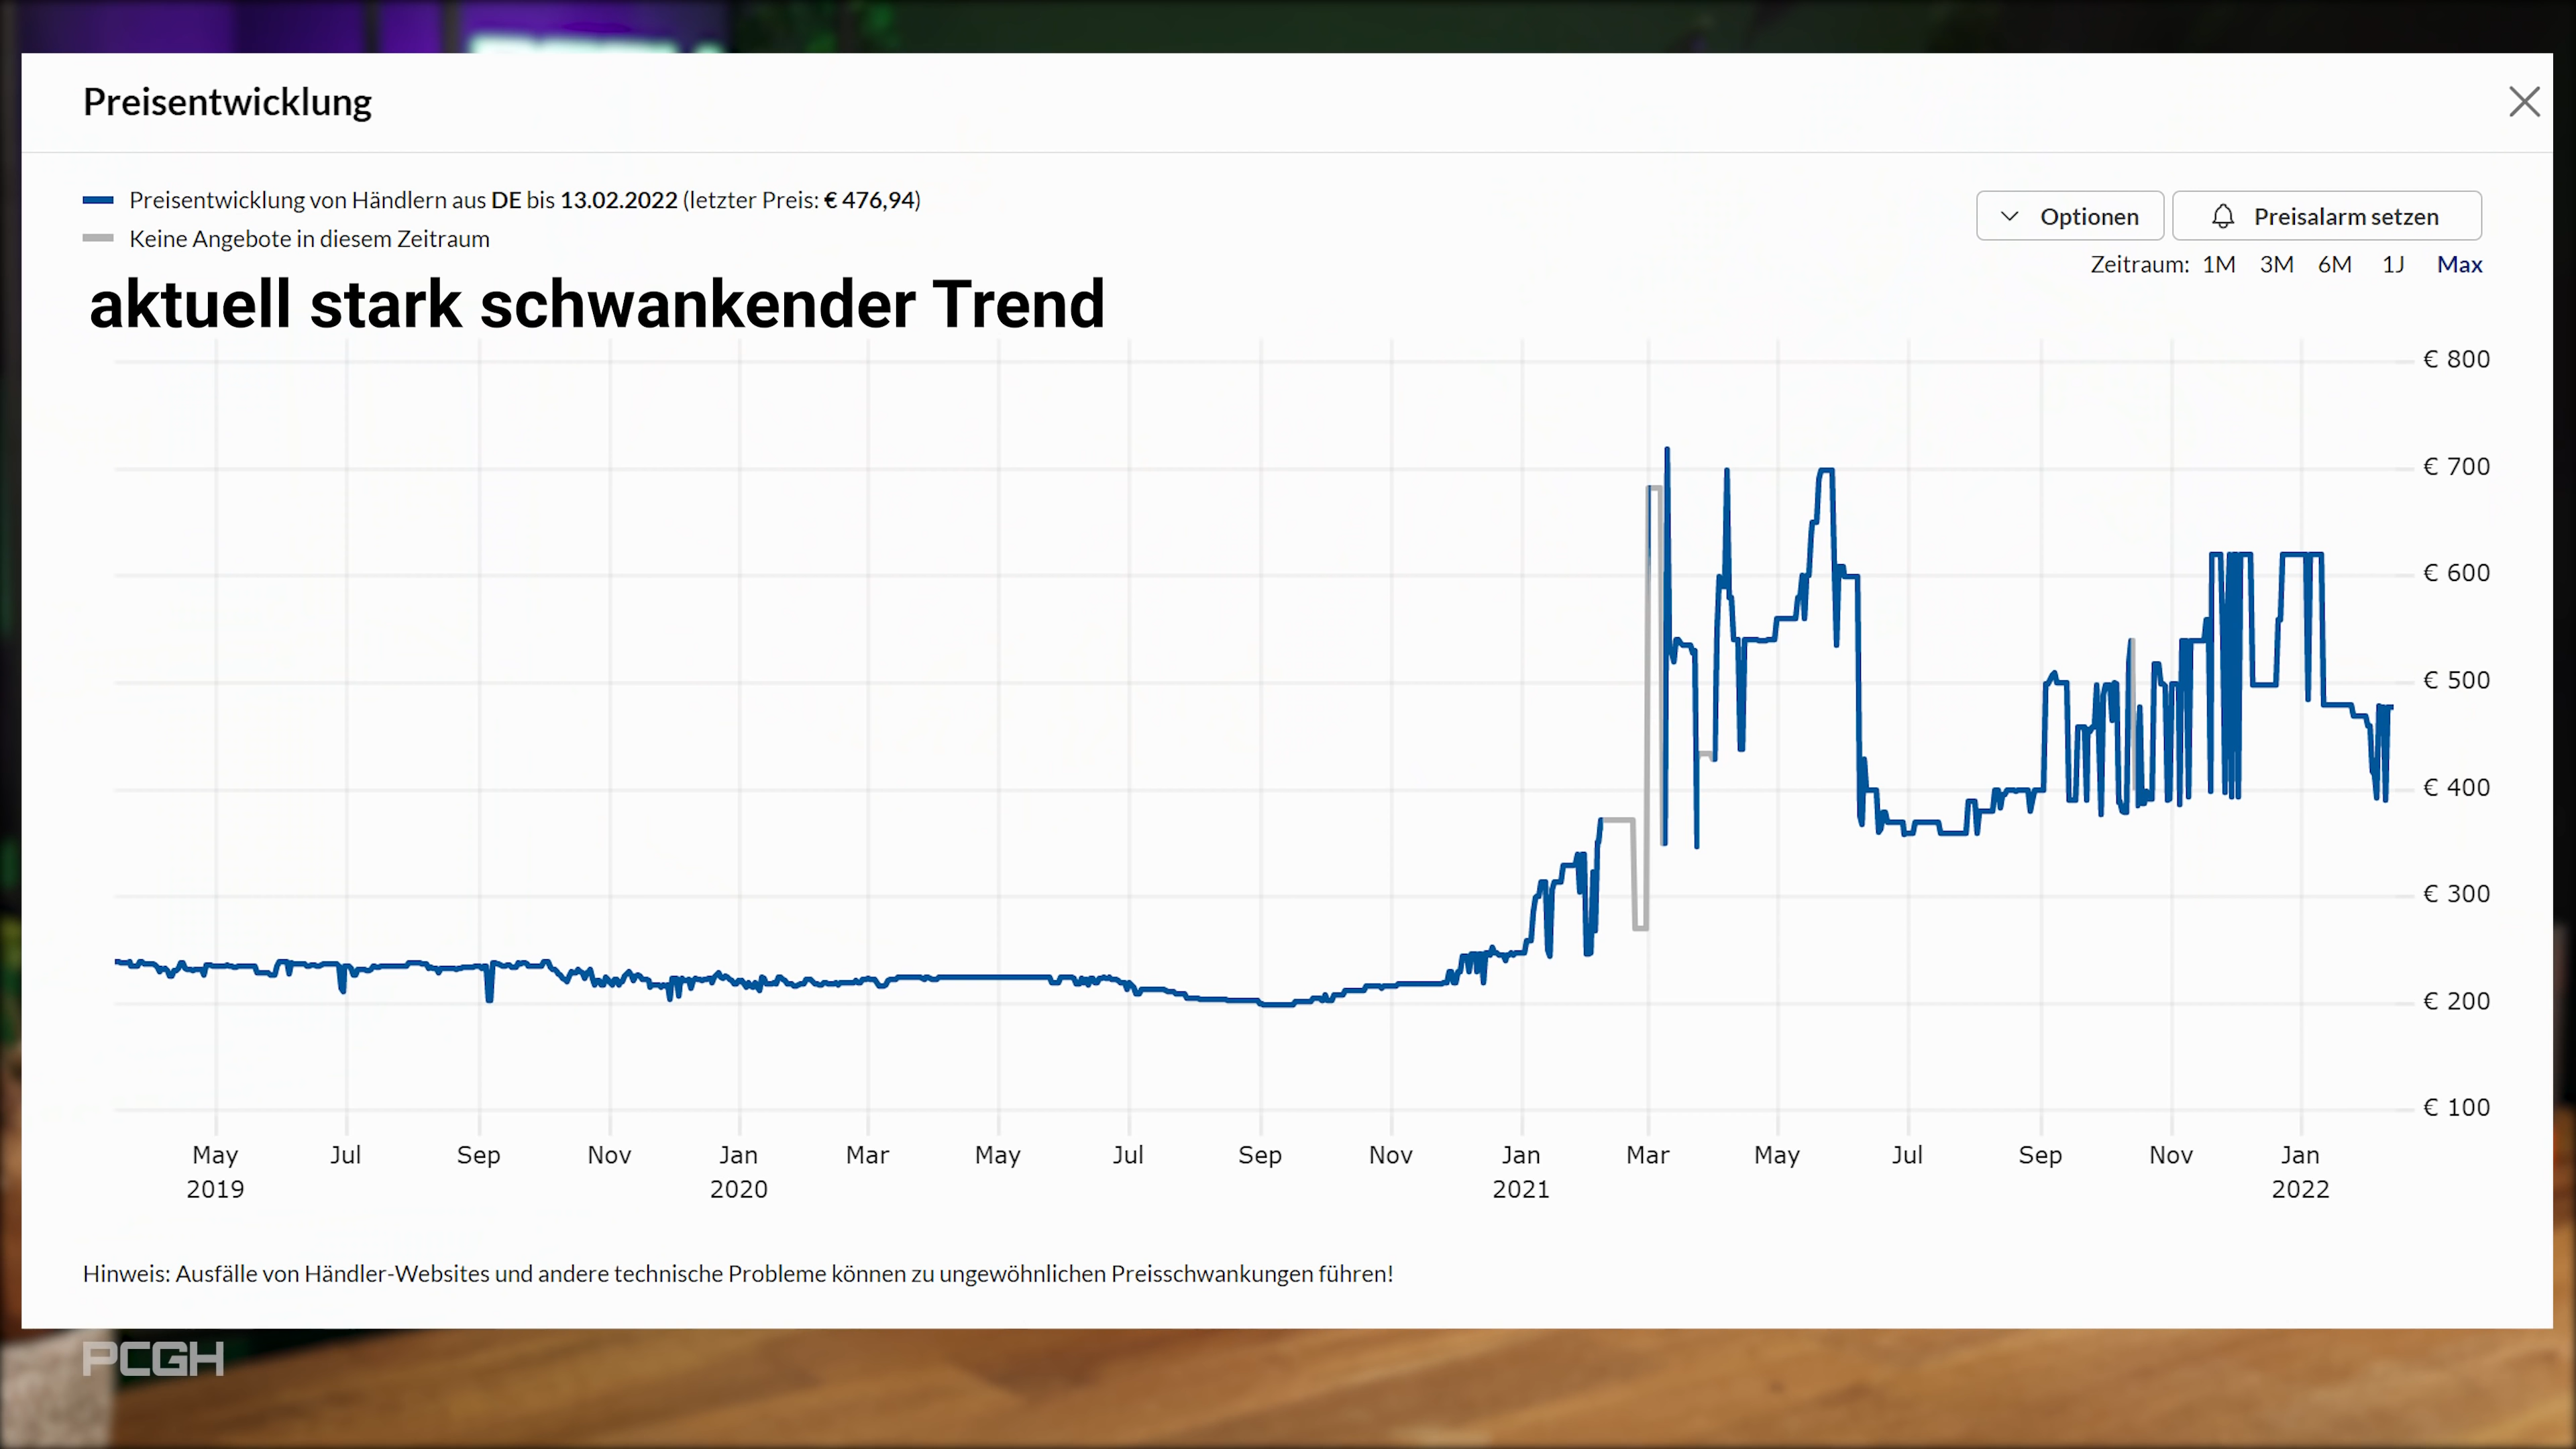 Preisentwicklung
Preisentwicklung von Händlern aus DE bis 13.02.2022 (letzter Preis: € 476,94)
Keine Angebote in diesem Zeitraum
Optionen
Preisalarm setzen
Zeitraum: 1M 3M 6M 1J Max
aktuell stark schwankender Trend
€ 800
€ 700
€ 600
€ 500
€ 400
€ 300
€ 200
€ 100
May Jul Sep Nov Jan Mar May Jul Sep Nov Jan Mar May Jul Sep Nov Jan
2019 2020 2021 2022
Hinweis: Ausfälle von Händler-Websites und andere technische Probleme können zu ungewöhnlichen Preisschwankungen führen!
PCGH